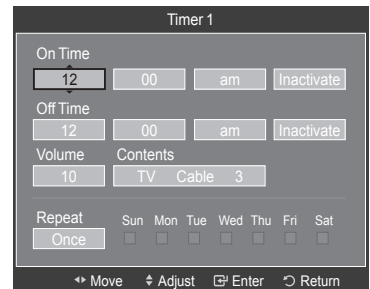 Timer 1
On Time
12 00 am Inactivate
Off Time
12 00 am Inactivate
Volume Contents
10 TV Cable 3
Repeat Sun Mon Tue Wed Thu Fri Sat
Once
Move Adjust Enter Return